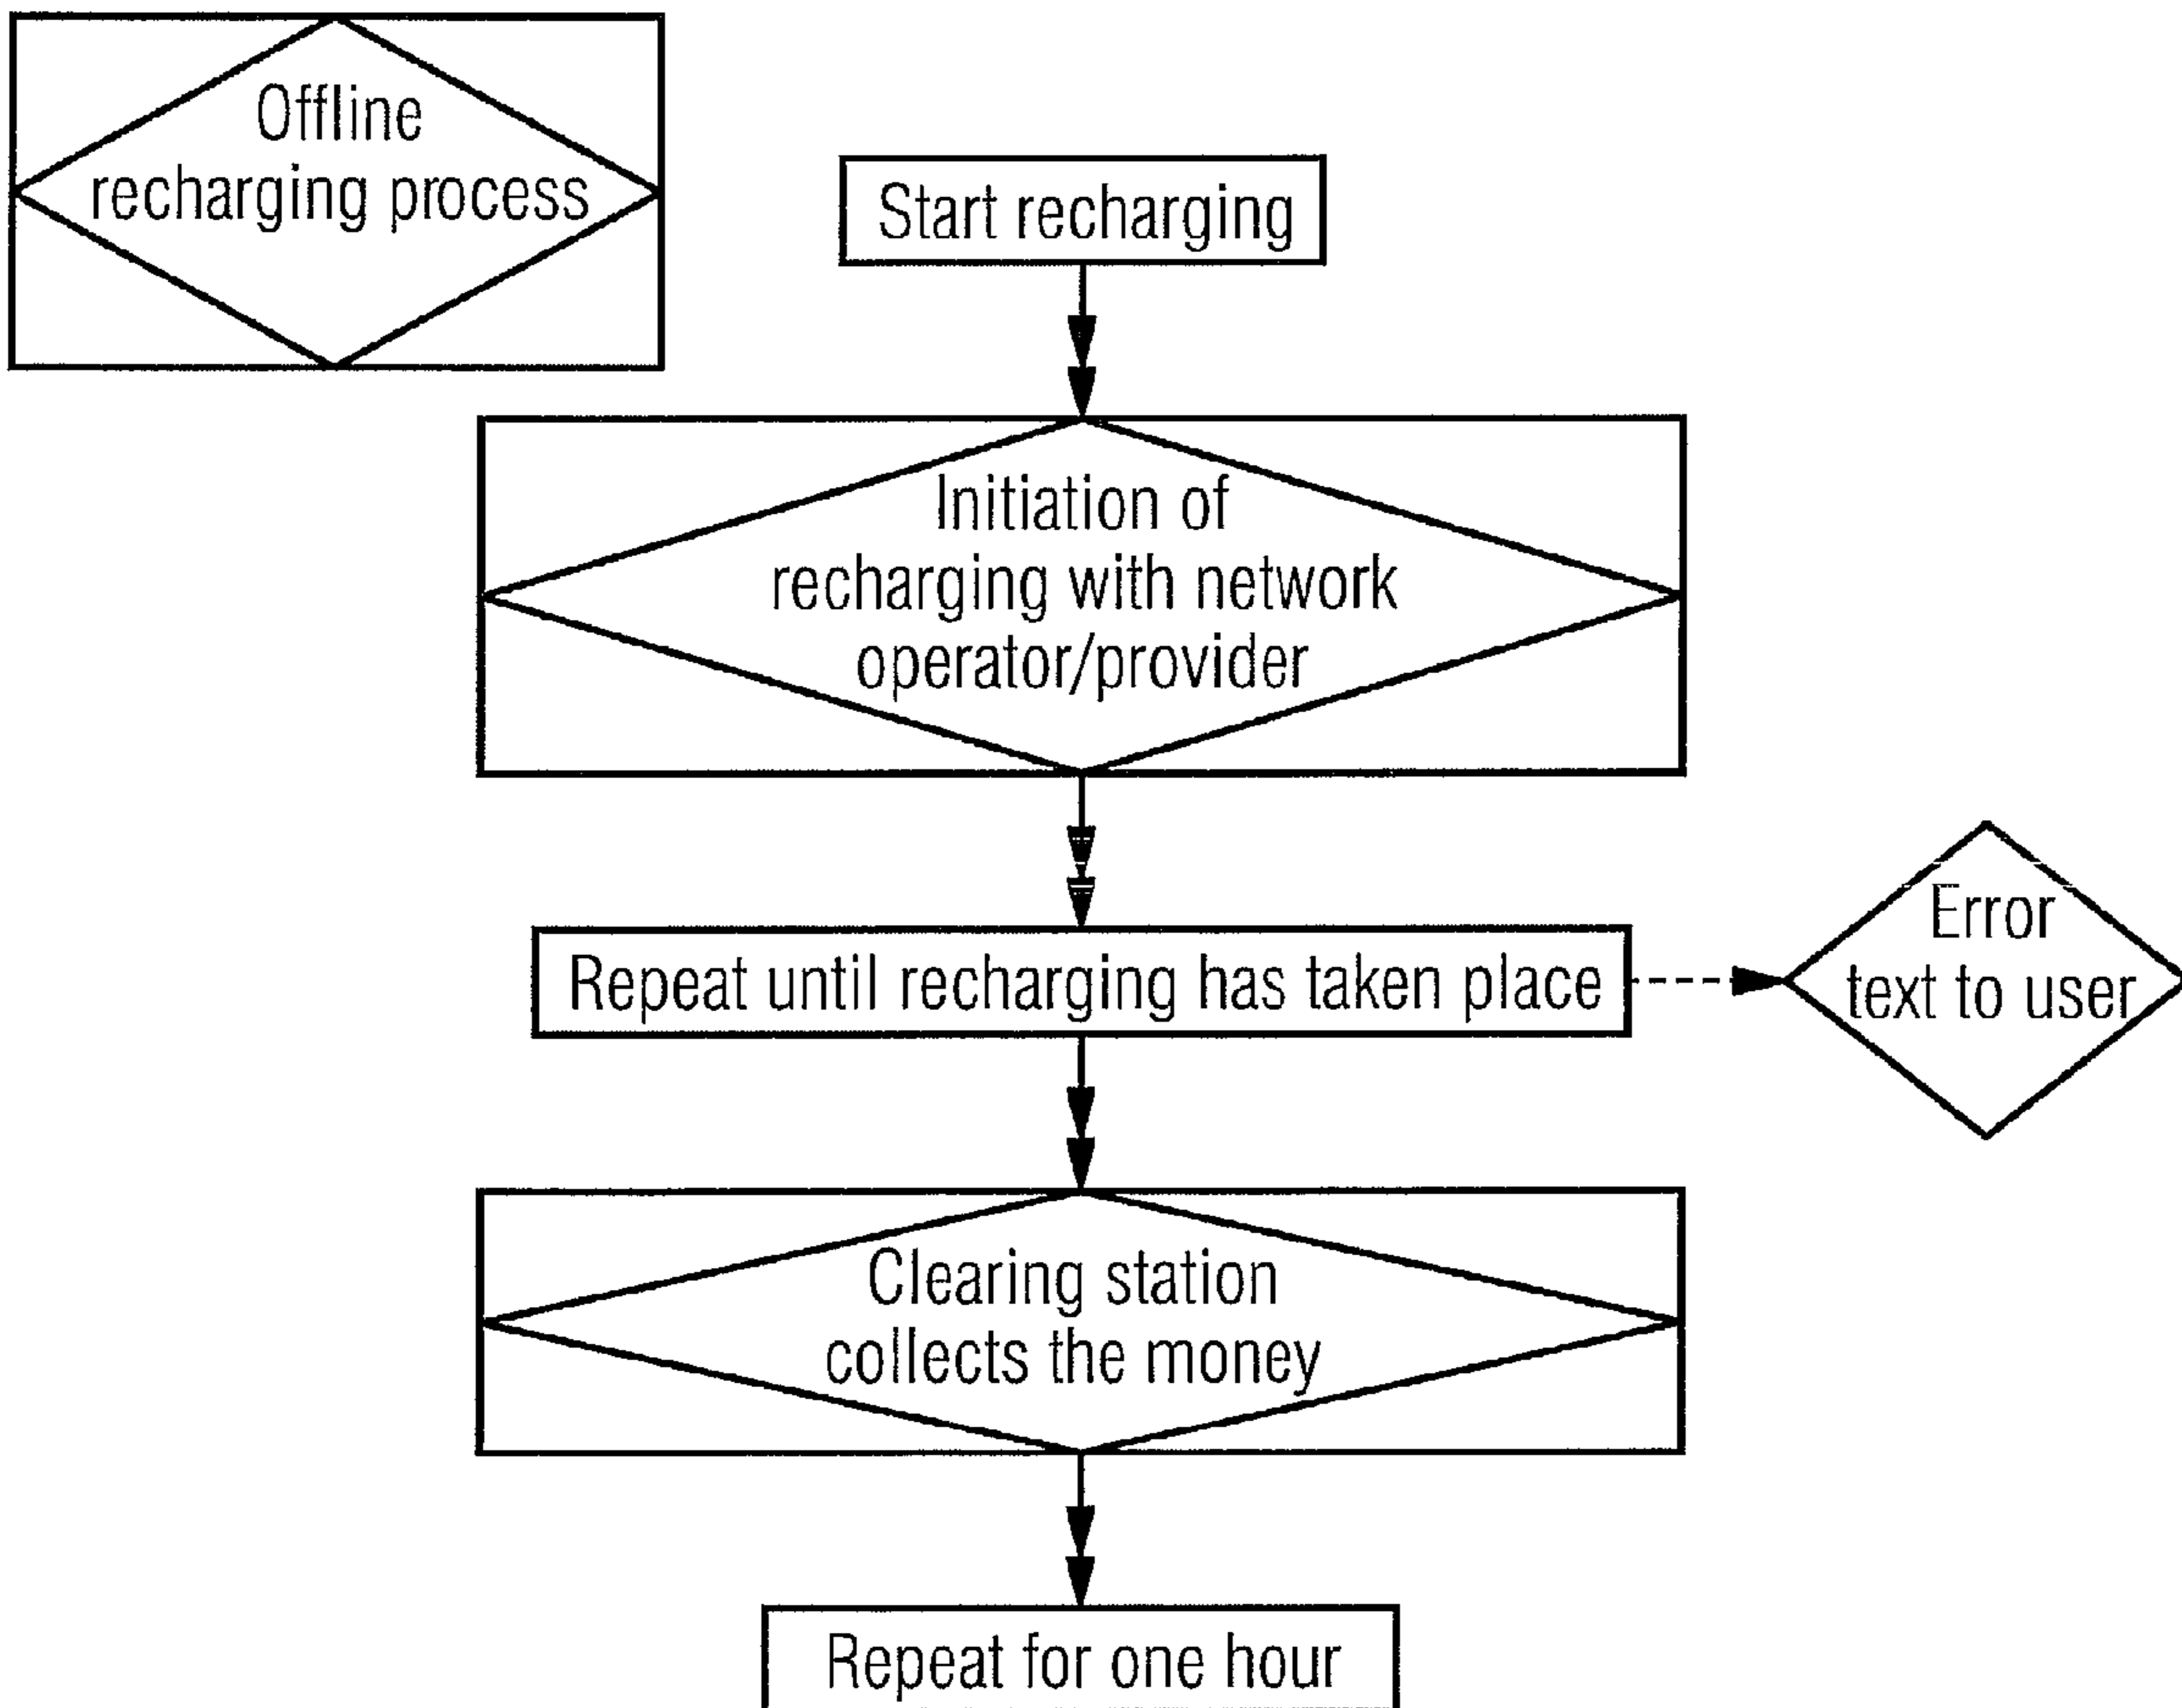 Offline
recharging process
Start recharging
Initiation of
recharging with network
operator/provider
Repeat until recharging has taken place
Error
text to user
Clearing station
collects the money
Repeat for one hour